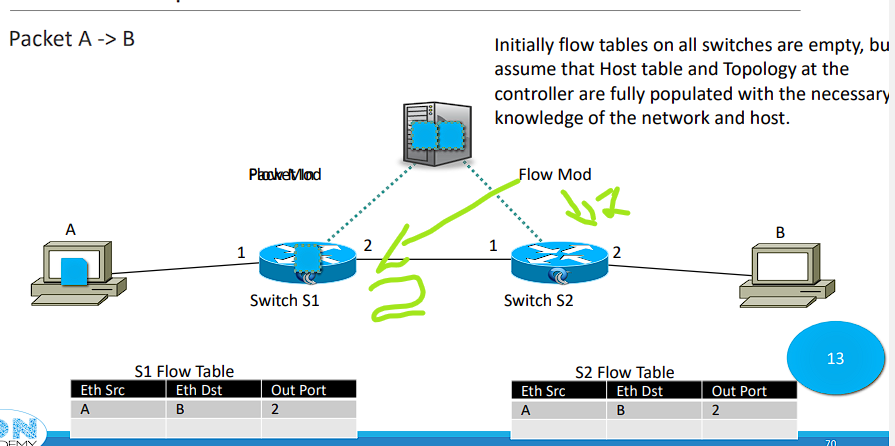 Packet A -> B
Initially flow tables on all switches are empty, bu
assume that Host table and Topology at the
controller are fully populated with the necessary
knowledge of the network and host.
Flow Mod
A
1
2
1
2
B
Switch S1
Switch S2
13
S1 Flow Table
Eth Src Eth Dst Out Port
A B 2
S2 Flow Table
Eth Src Eth Dst Out Port
A B 2
70